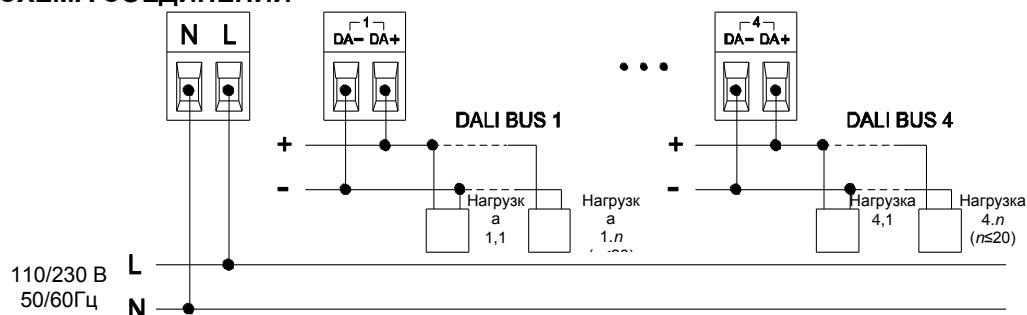 СХЕМА СОЕДИНЕНИЙ
N L
1
DA– DA+
4
DA– DA+
DALI BUS 1
DALI BUS 4
+
–
+
–
Нагрузк
а
1,1
Нагрузк
а
1.n
Нагрузка
4,1
Нагрузка
4.n
(n≤20)
110/230 В
50/60Гц
L
N